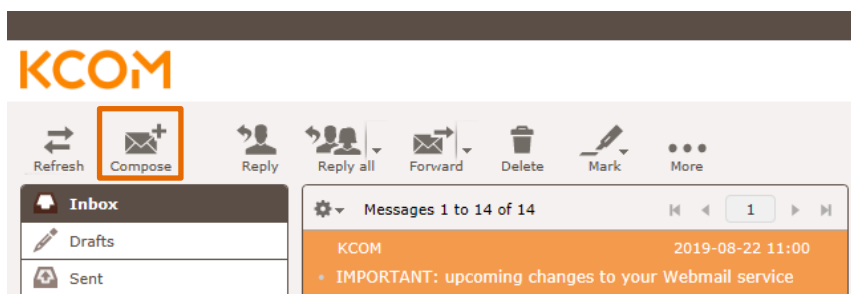 KCOM
Refresh Compose Reply Reply all Forward Delete Mark More
Inbox
Messages 1 to 14 of 14 1
Drafts
KCOM 2019-08-22 11:00
Sent
IMPORTANT: upcoming changes to your Webmail service